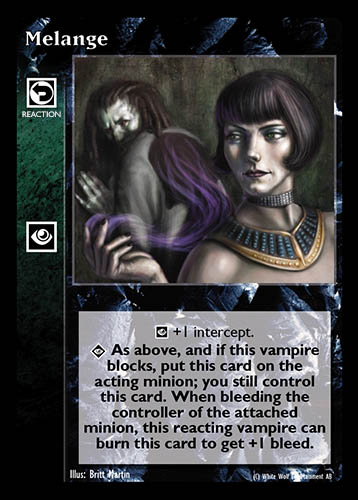 Melange
REACTION
+1 intercept.
As above, and if this vampire
blocks, put this card on the
acting minion; you still control
this card. When bleeding the
controller of the attached
minion, this reacting vampire can
burn this card to get +1 bleed.
Illus: Britt Martin
(C) White Wolf Entertainment AB